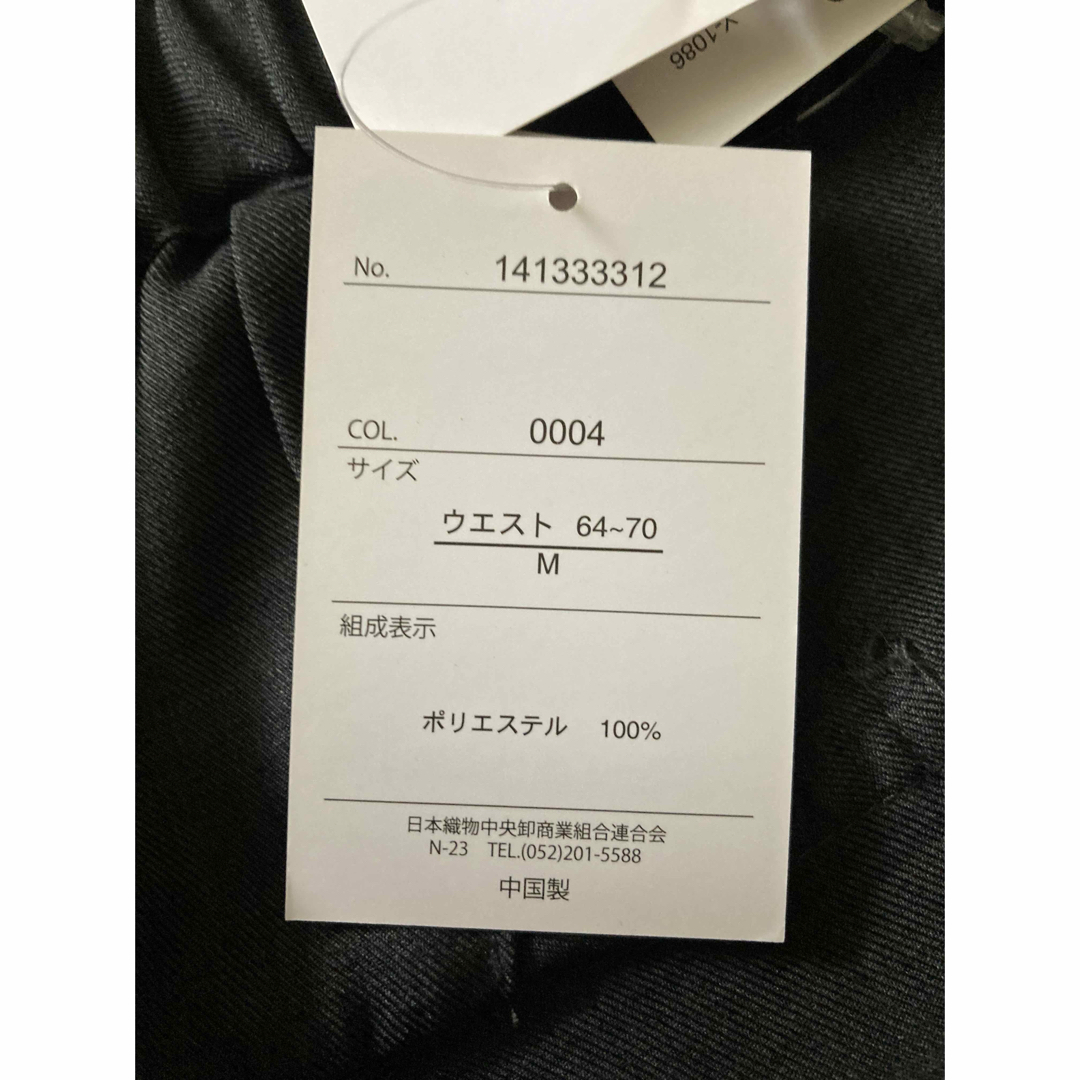 Y-1086
No. 141333312
COL. 0004
サイズ
ウエスト 64~70
M
組成表示
ポリエステル 100%
日本織物中央卸商業組合連合会
N-23 TEL.(052)201-5588
中国製